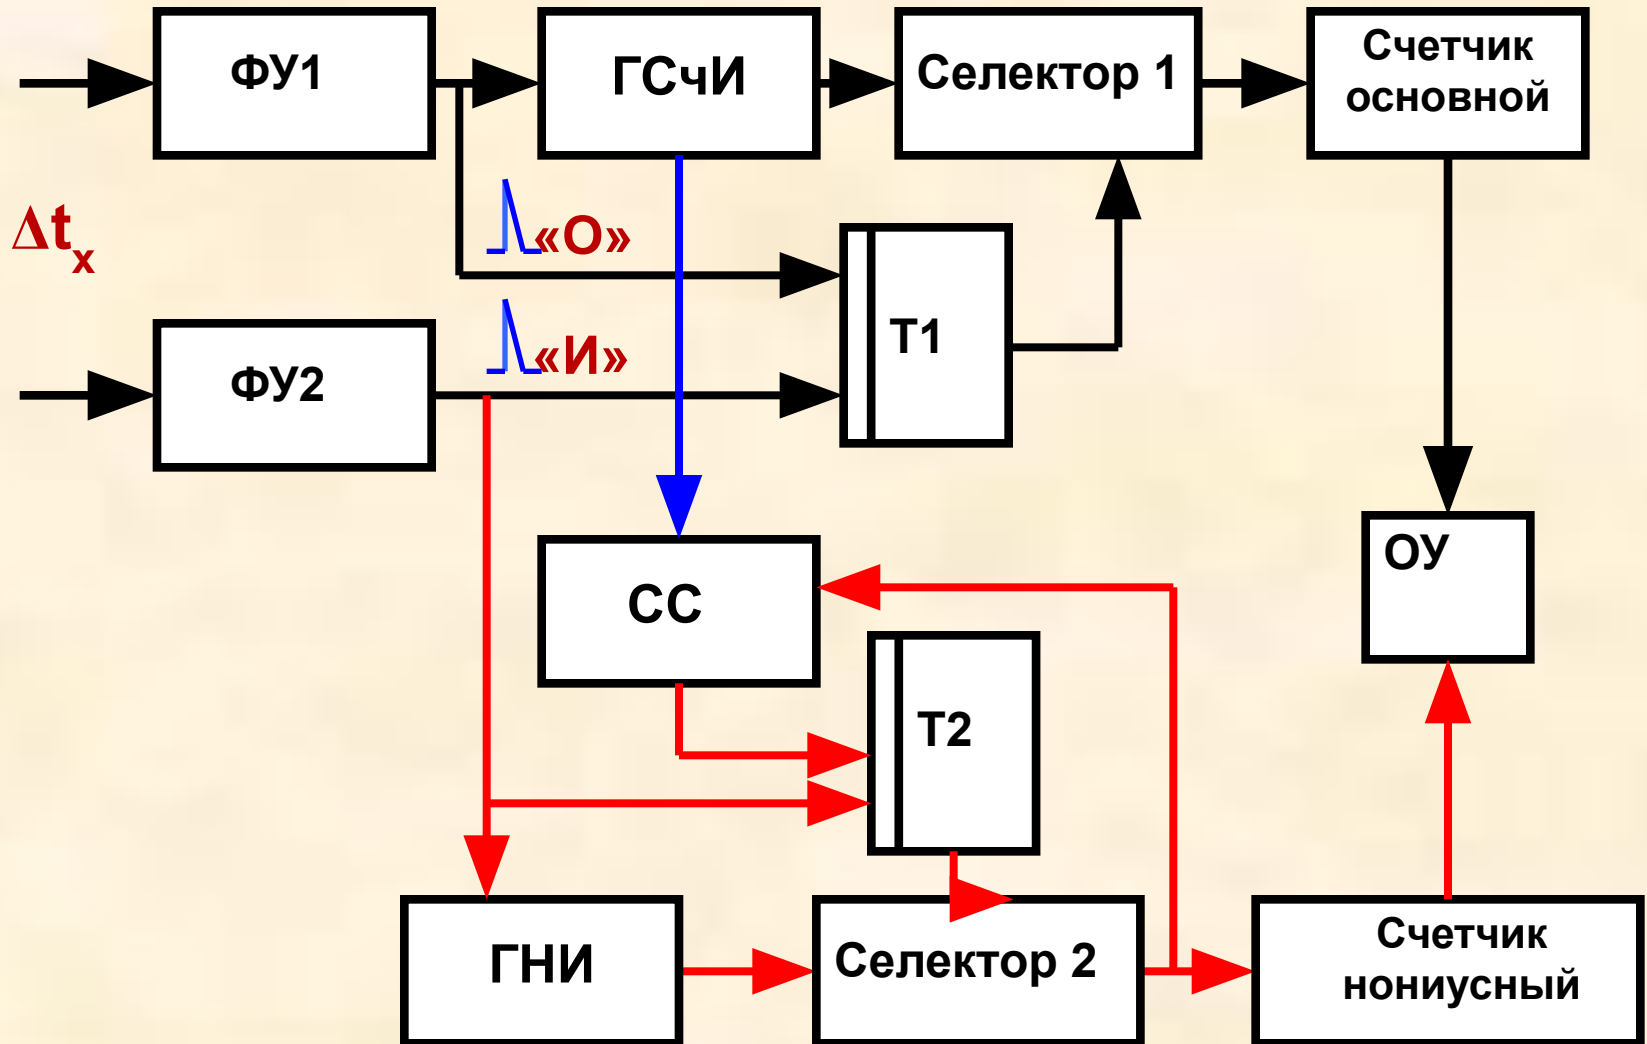 ФУ1
ГСчИ
Селектор 1
Счетчик
основной
Δtx
«О»
«И»
Т1
ФУ2
ОУ
СС
Т2
ГНИ
Селектор 2
Счетчик
нониусный